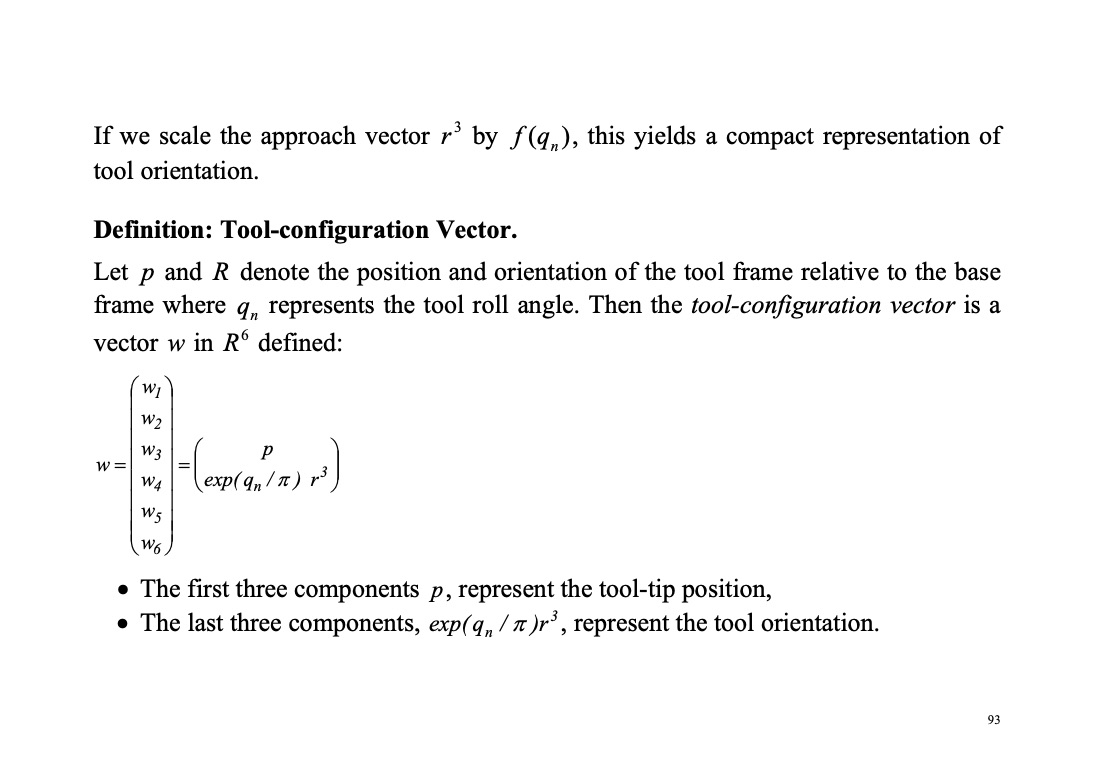 If we scale the approach vector r³ by f(qₙ), this yields a compact representation of
tool orientation.
Definition: Tool-configuration Vector.
Let p and R denote the position and orientation of the tool frame relative to the base
frame where qₙ represents the tool roll angle. Then the tool-configuration vector is a
vector w in R⁶ defined:
w = (w₁ w₂ w₃ w₄ w₅ w₆) = (p exp(qₙ / π) r³)
• The first three components p, represent the tool-tip position,
• The last three components, exp(qₙ / π)r³, represent the tool orientation.
93